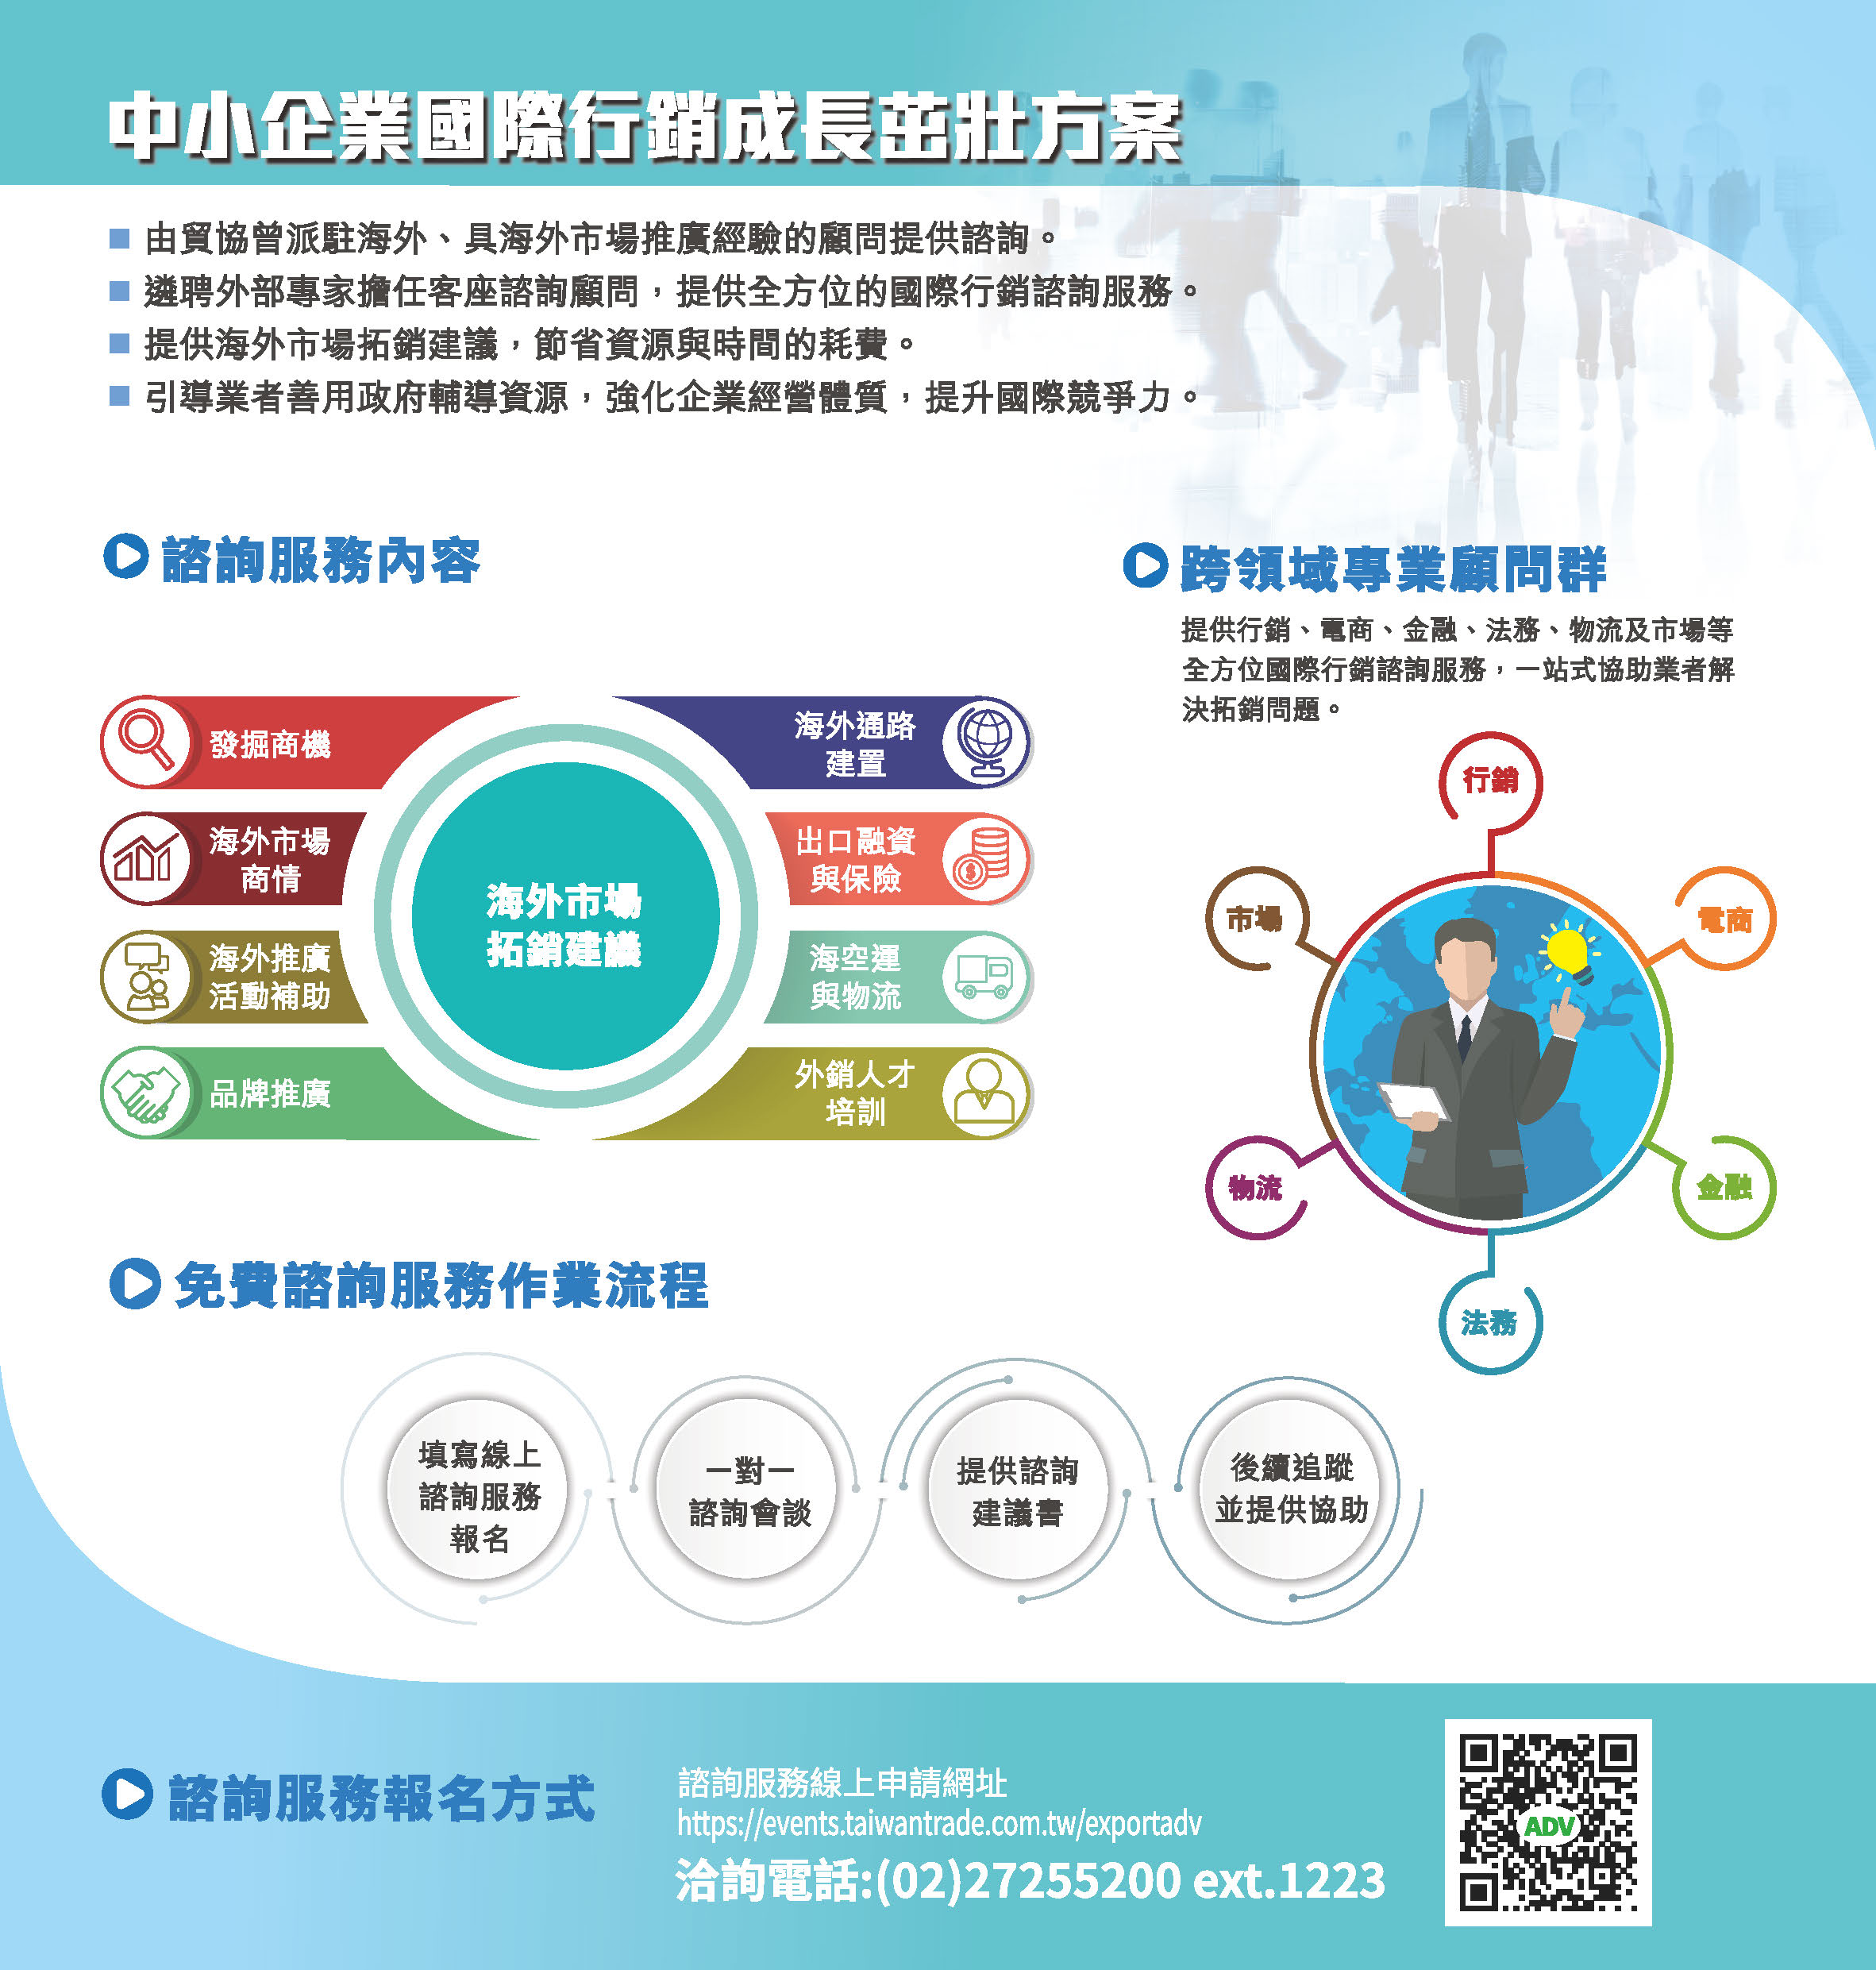 中小企業國際行銷成長茁壯方案
由貿協曾派駐海外、具海外市場推廣經驗的顧問提供諮詢。
遴聘外部專家擔任客座諮詢顧問，提供全方位的國際行銷諮詢服務。
提供海外市場拓銷建議，節省資源與時間的耗費。
引導業者善用政府輔導資源，強化企業經營體質，提升國際競爭力。
諮詢服務內容
發掘商機
海外市場
商情
海外推廣
活動補助
品牌推廣
海外市場
拓銷建議
海外通路
建置
出口融資
與保險
海空運
與物流
外銷人才
培訓
跨領域專業顧問群
提供行銷、電商、金融、法務、物流及市場等
全方位國際行銷諮詢服務，一站式協助業者解
決拓銷問題。
行銷
電商
金融
法務
物流
市場
免費諮詢服務作業流程
填寫線上
諮詢服務
報名
一對一
諮詢會談
提供諮詢
建議書
後續追蹤
並提供協助
諮詢服務報名方式
諮詢服務線上申請網址
https://events.taiwantrade.com.tw/exportadv
洽詢電話:(02)27255200 ext.1223
ADV